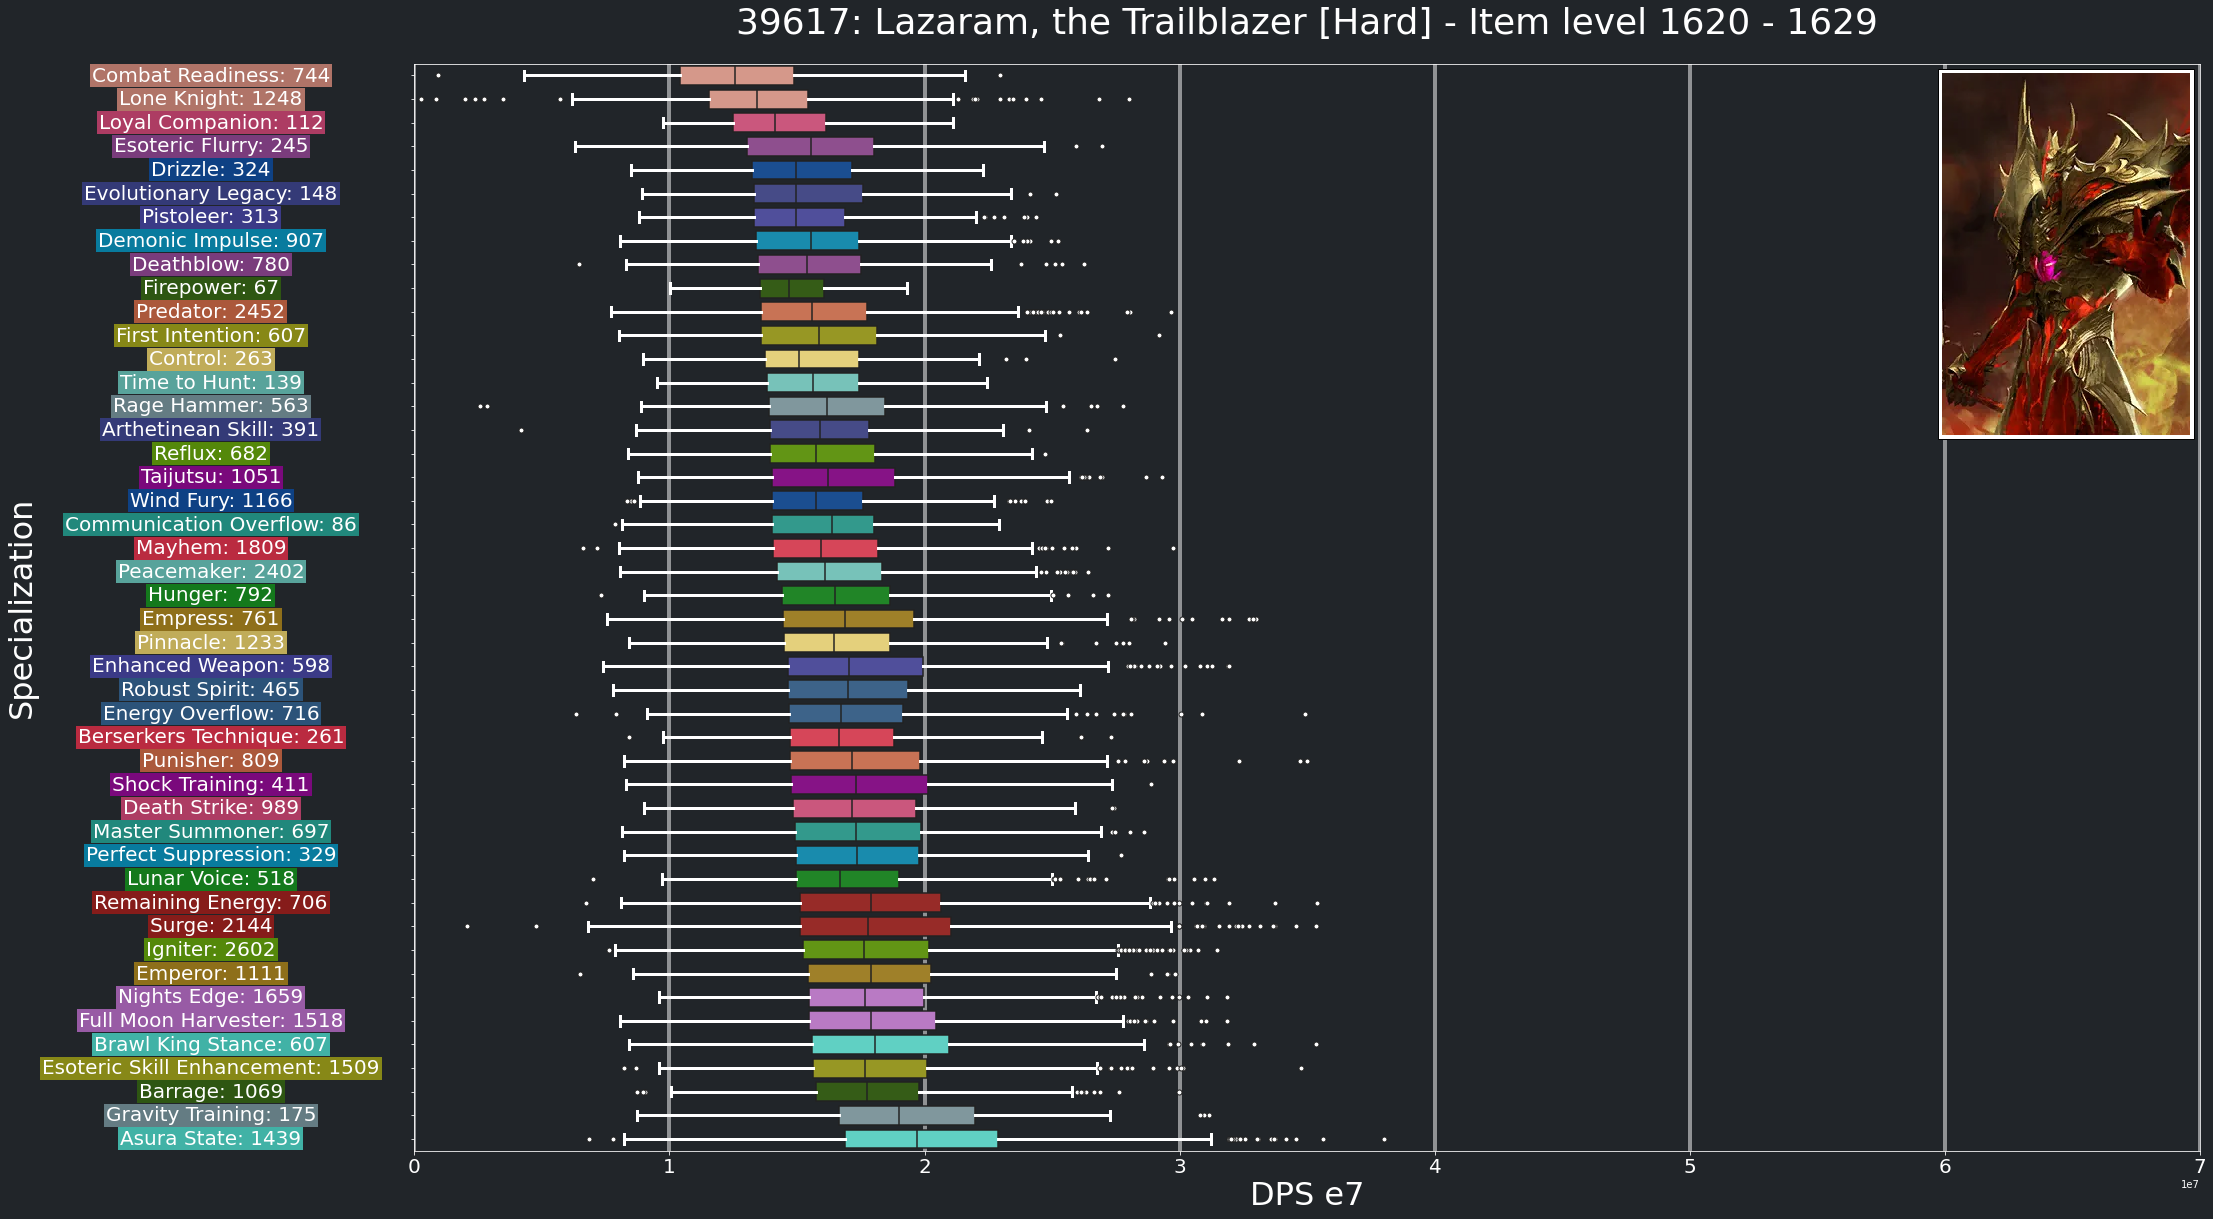 39617: Lazaram, the Trailblazer [Hard] - Item level 1620 - 1629
Combat Readiness: 744
Lone Knight: 1248
Loyal Companion: 112
Esoteric Flurry: 245
Drizzle: 324
Evolutionary Legacy: 148
Pistoleer: 313
Demonic Impulse: 907
Deathblow: 780
Firepower: 67
Predator: 2452
First Intention: 607
Control: 263
Time to Hunt: 139
Rage Hammer: 563
Arthetinean Skill: 391
Reflux: 682
Taijutsu: 1051
Wind Fury: 1166
Communication Overflow: 86
Mayhem: 1809
Peacemaker: 2402
Hunger: 792
Empress: 761
Pinnacle: 1233
Enhanced Weapon: 598
Robust Spirit: 465
Energy Overflow: 716
Berserkers Technique: 261
Punisher: 809
Shock Training: 411
Death Strike: 989
Master Summoner: 697
Perfect Suppression: 329
Lunar Voice: 518
Remaining Energy: 706
Surge: 2144
Igniter: 2602
Emperor: 1111
Nights Edge: 1659
Full Moon Harvester: 1518
Brawl King Stance: 607
Esoteric Skill Enhancement: 1509
Barrage: 1069
Gravity Training: 175
Asura State: 1439
Specialization
0 1 2 3 4 5 6 7
1e7
DPS e7